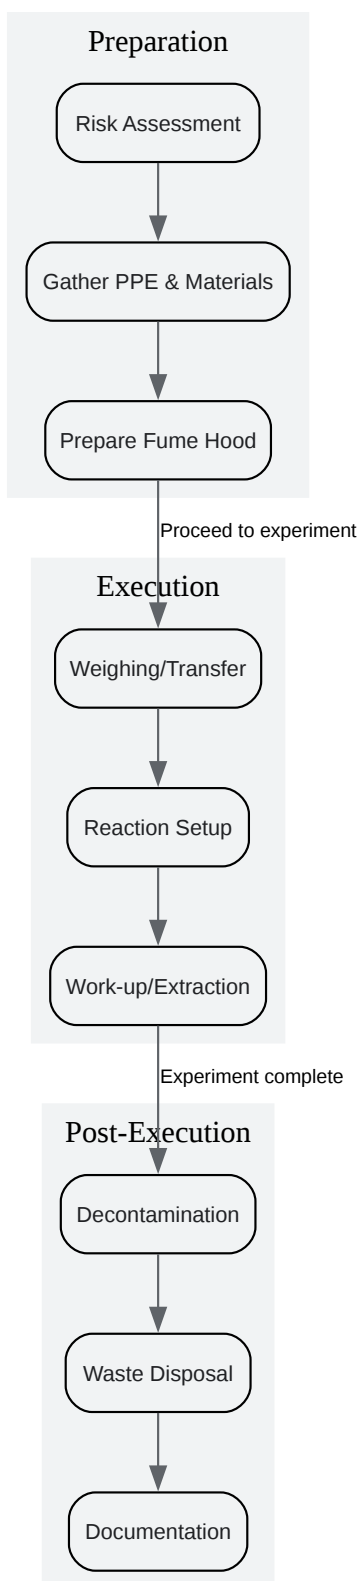 Preparation
Risk Assessment
Gather PPE & Materials
Prepare Fume Hood
Proceed to experiment
Execution
Weighing/Transfer
Reaction Setup
Work-up/Extraction
Experiment complete
Post-Execution
Decontamination
Waste Disposal
Documentation